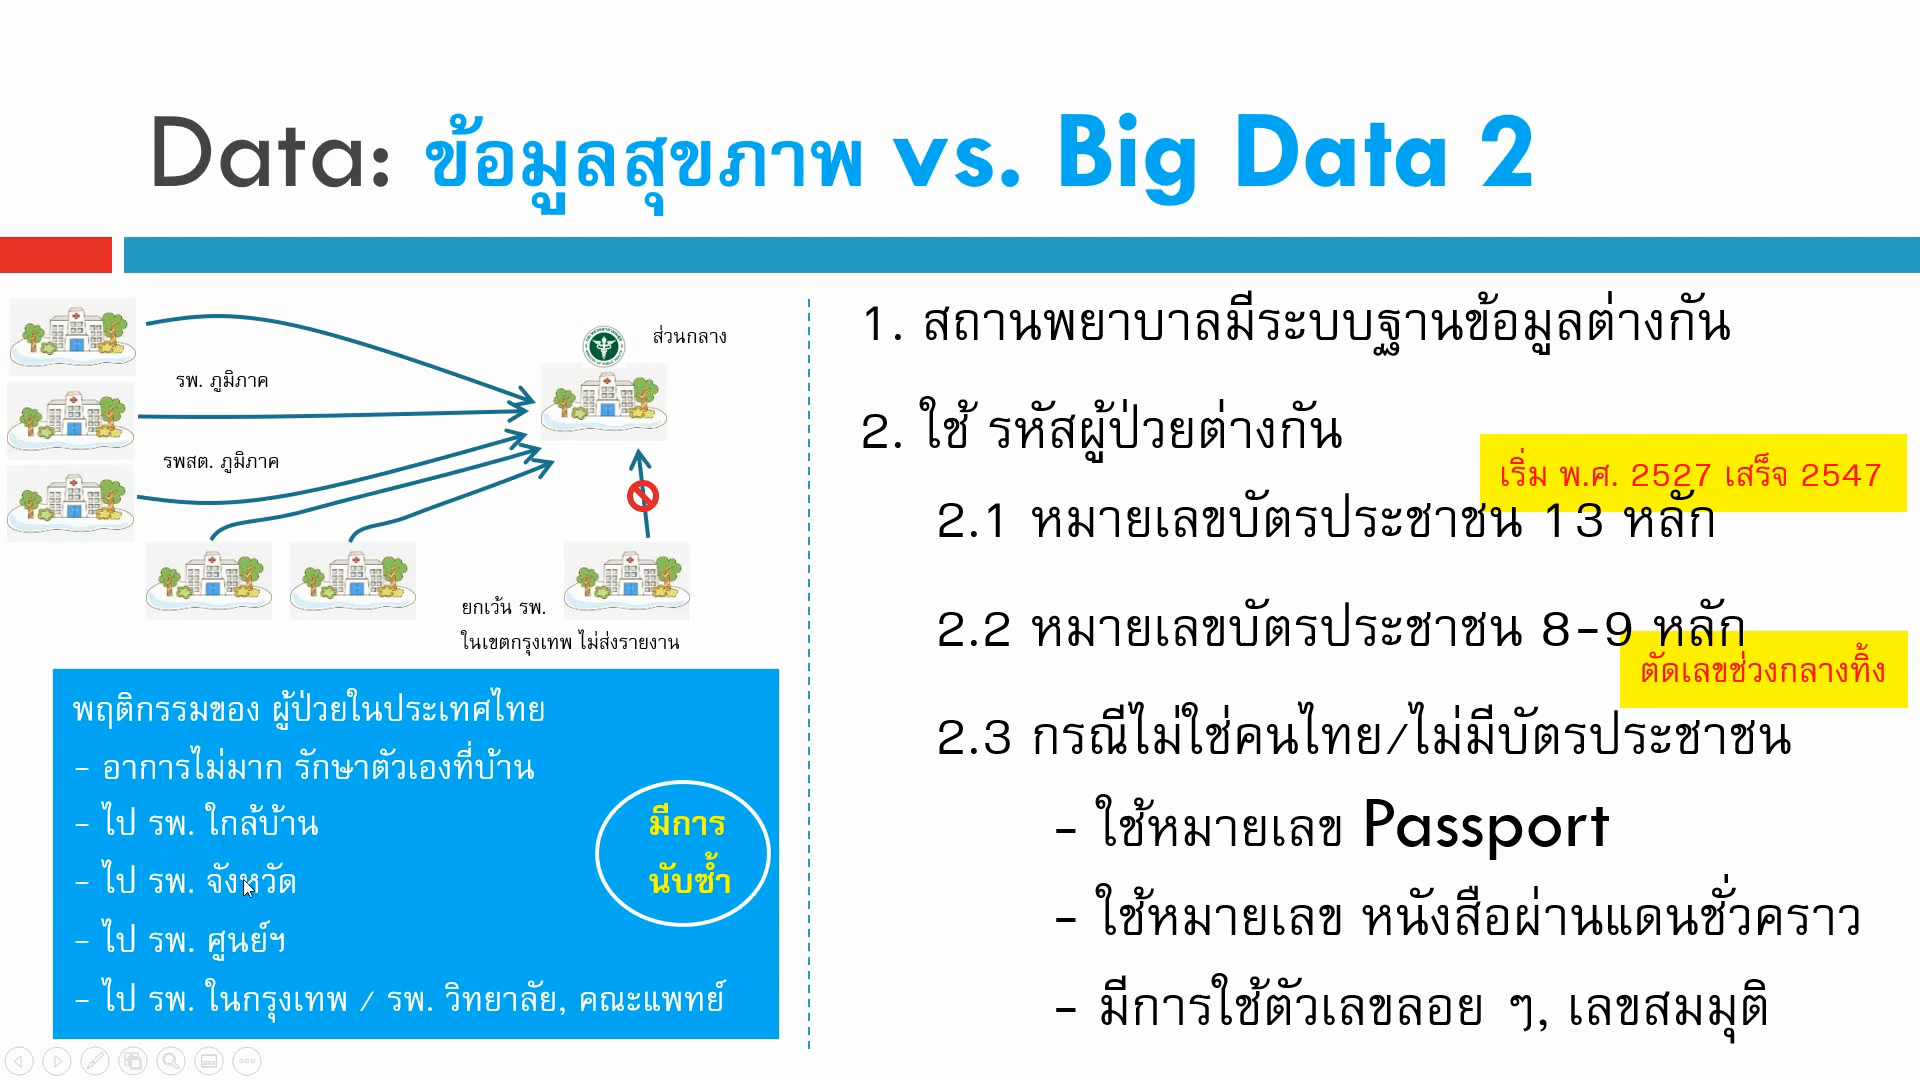 Data: ข้อมูลสุขภาพ vs. Big Data 2
ส่วนกลาง
รพ. ภูมิภาค
รพสต. ภูมิภาค
ยกเว้น รพ.
ในเขตกรุงเทพ ไม่ส่งรายงาน
พฤติกรรมของ ผู้ป่วยในประเทศไทย
- อาการไม่มาก รักษาตัวเองที่บ้าน
- ไป รพ. ใกล้บ้าน
- ไป รพ. จังหวัด
- ไป รพ. ศูนย์ฯ
- ไป รพ. ในกรุงเทพ / รพ. วิทยาลัย, คณะแพทย์
มีการ
นับซ้ำ
1. สถานพยาบาลมีระบบฐานข้อมูลต่างกัน
2. ใช้ รหัสผู้ป่วยต่างกัน
เริ่ม พ.ศ. 2527 เสร็จ 2547
2.1 หมายเลขบัตรประชาชน 13 หลัก
2.2 หมายเลขบัตรประชาชน 8-9 หลัก
ตัดเลขช่วงกลางทิ้ง
2.3 กรณีไม่ใช่คนไทย/ไม่มีบัตรประชาชน
- ใช้หมายเลข Passport
- ใช้หมายเลข หนังสือผ่านแดนชั่วคราว
- มีการใช้ตัวเลขลอย ๆ, เลขสมมุติ